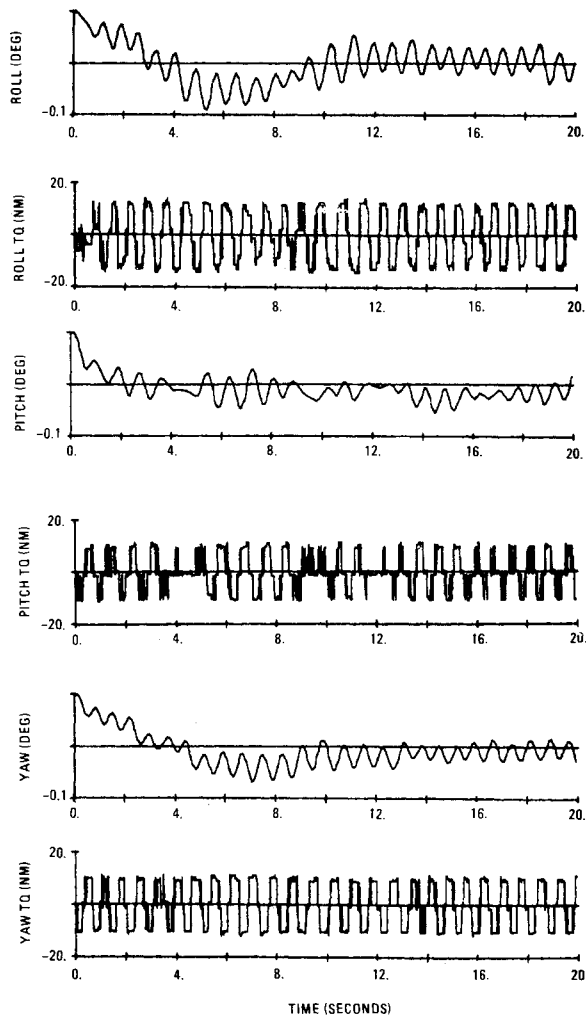 ROLL (DEG)
-0.1
0. 4. 8. 12. 16. 20.
ROLL TQ (NM)
20.
-20.
0. 4. 8. 12. 16. 20.
PITCH (DEG)
-0.1
0. 4. 8. 12. 16. 20.
PITCH TQ (NM)
20.
-20.
0. 4. 8. 12. 16. 20.
YAW (DEG)
-0.1
0. 4. 8. 12. 16. 20.
YAW TQ (NM)
20.
-20.
0. 4. 8. 12. 16. 20
TIME (SECONDS)